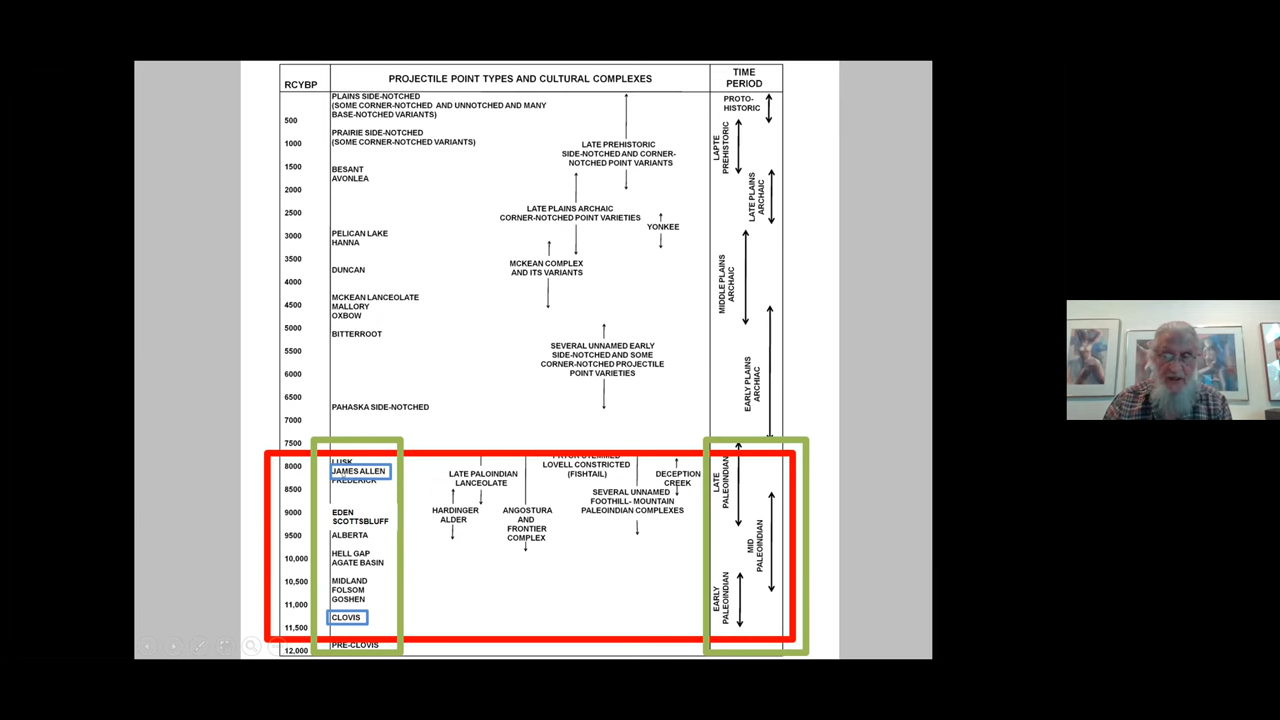 RCYBP
PROJECTILE POINT TYPES AND CULTURAL COMPLEXES
TIME
PERIOD
PLAINS SIDE-NOTCHED
(SOME CORNER-NOTCHED AND UNNOTCHED AND MANY
BASE-NOTCHED VARIANTS)
PROTO-
HISTORIC
500
PRAIRIE SIDE-NOTCHED
(SOME CORNER-NOTCHED VARIANTS)
1000
LATE PREHISTORIC
SIDE-NOTCHED AND CORNER-
NOTCHED POINT VARIANTS
LAPTE
PREHISTORIC
1500
BESANT
AVONLEA
2000
LATE PLAINS
ARCHAIC
LATE PLAINS ARCHAIC
CORNER-NOTCHED POINT VARIETIES
2500
YONKEE
3000
PELICAN LAKE
HANNA
3500
MCKEAN COMPLEX
AND ITS VARIANTS
DUNCAN
MIDDLE PLAINS
ARCHAIC
4000
MCKEAN LANCEOLATE
MALLORY
OXBOW
4500
5000
BITTERROOT
5500
SEVERAL UNNAMED EARLY
SIDE-NOTCHED AND SOME
CORNER-NOTCHED PROJECTILE
POINT VARIETIES
EARLY PLAINS
ARCHIAC
6000
6500
PAHASKA SIDE-NOTCHED
7000
7500
LUSK
JAMES ALLEN
FREDERICK
8000
LATE PALOINDIAN
LANCEOLATE
PRYOR STEMMED
LOVELL CONSTRICTED
(FISHTAIL)
DECEPTION
CREEK
LATE
PALEOINDIAN
8500
SEVERAL UNNAMED
FOOTHILL- MOUNTAIN
PALEOINDIAN COMPLEXES
HARDINGER
ALDER
ANGOSTURA
AND
FRONTIER
COMPLEX
9000
EDEN
SCOTTSBLUFF
9500
ALBERTA
MID
PALEOINDIAN
10,000
HELL GAP
AGATE BASIN
10,500
MIDLAND
FOLSOM
GOSHEN
EARLY
PALEOINDIAN
11,000
CLOVIS
11,500
PRE-CLOVIS
12,000